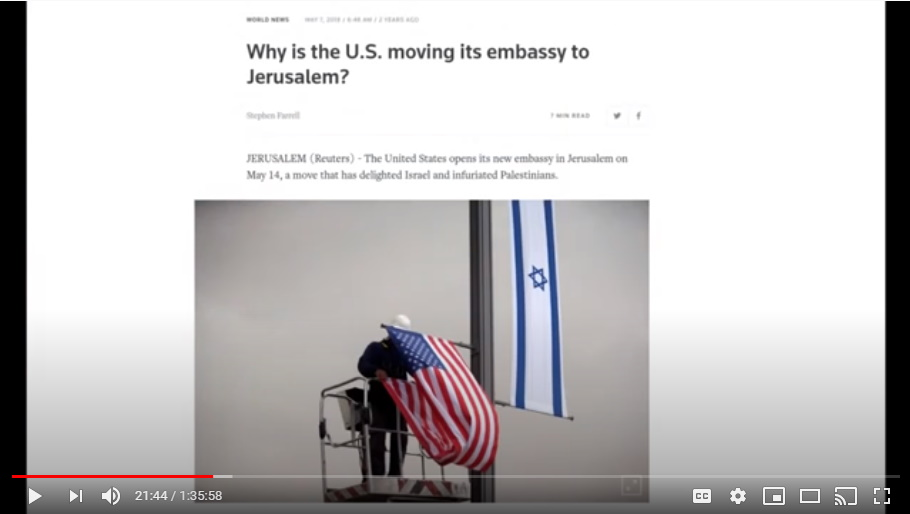 WORLD NEWS MAY 7, 2018 / 6:46 AM / 2 YEARS AGO
Why is the U.S. moving its embassy to
Jerusalem?
Stephen Farrell
7 MIN READ
JERUSALEM (Reuters) - The United States opens its new embassy in Jerusalem on
May 14, a move that has delighted Israel and infuriated Palestinians.
21:44 / 1:35:58
CC